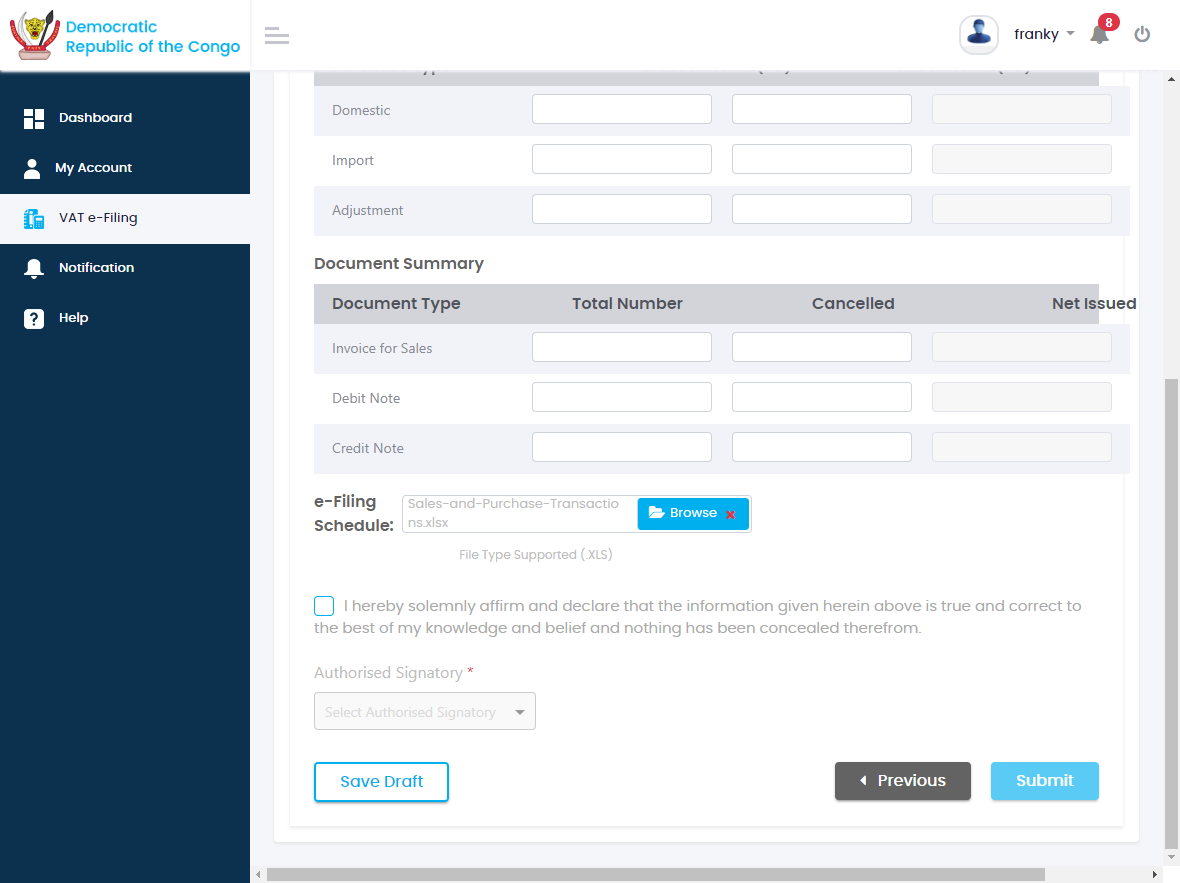 Democratic
Republic of the Congo
franky
8
Dashboard
My Account
VAT e-Filing
Notification
Help
Domestic
Import
Adjustment
Document Summary
Document Type Total Number Cancelled Net Issued
Invoice for Sales
Debit Note
Credit Note
e-Filing
Schedule:
Sales-and-Purchase-Transactio
ns.xlsx
Browse
File Type Supported (.XLS)
I hereby solemnly affirm and declare that the information given herein above is true and correct to
the best of my knowledge and belief and nothing has been concealed therefrom.
Authorised Signatory *
Select Authorised Signatory
Save Draft
Previous
Submit